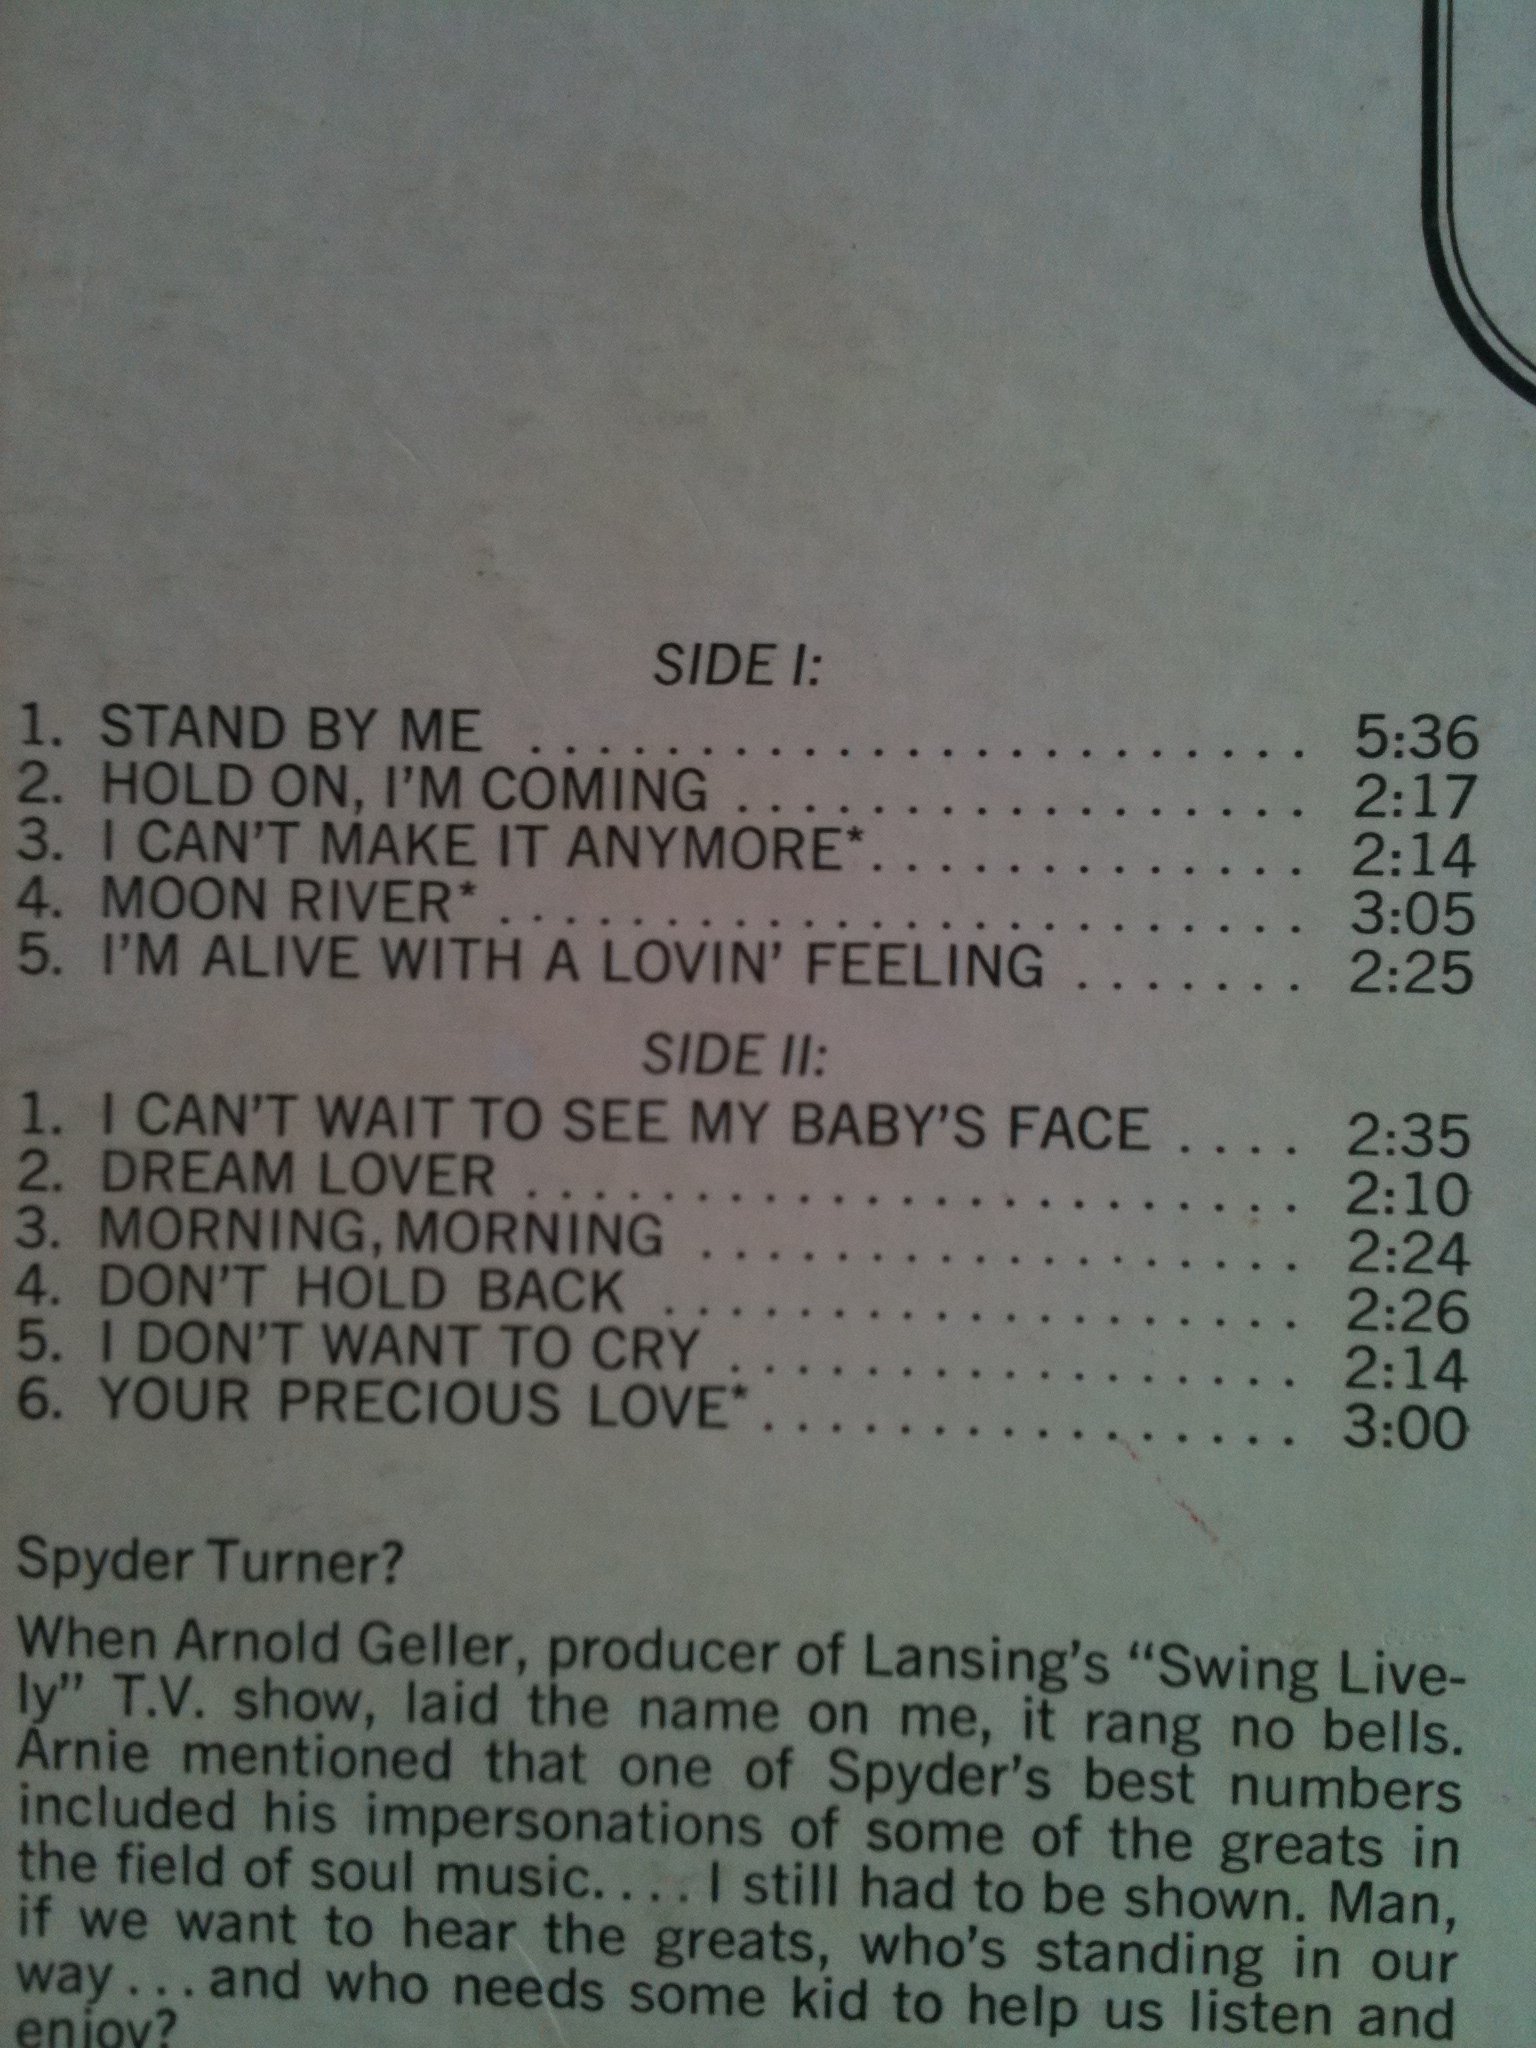 SIDE I:
1. STAND BY ME ........................ 5:36
2. HOLD ON, I'M COMING ................. 2:17
3. I CAN'T MAKE IT ANYMORE*............. 2:14
4. MOON RIVER* ........................ 3:05
5. I'M ALIVE WITH A LOVIN' FEELING ....... 2:25
SIDE II:
1. I CAN'T WAIT TO SEE MY BABY'S FACE .... 2:35
2. DREAM LOVER ....................... 2:10
3. MORNING, MORNING .................. 2:24
4. DON'T HOLD BACK ................... 2:26
5. I DON'T WANT TO CRY ................. 2:14
6. YOUR PRECIOUS LOVE*................ 3:00
Spyder Turner?
When Arnold Geller, producer of Lansing's “Swing Live-
ly” T.V. show, laid the name on me, it rang no bells.
Arnie mentioned that one of Spyder's best numbers
included his impersonations of some of the greats in
the field of soul music.... I still had to be shown. Man,
if we want to hear the greats, who's standing in our
way...and who needs some kid to help us listen and
enjoy?